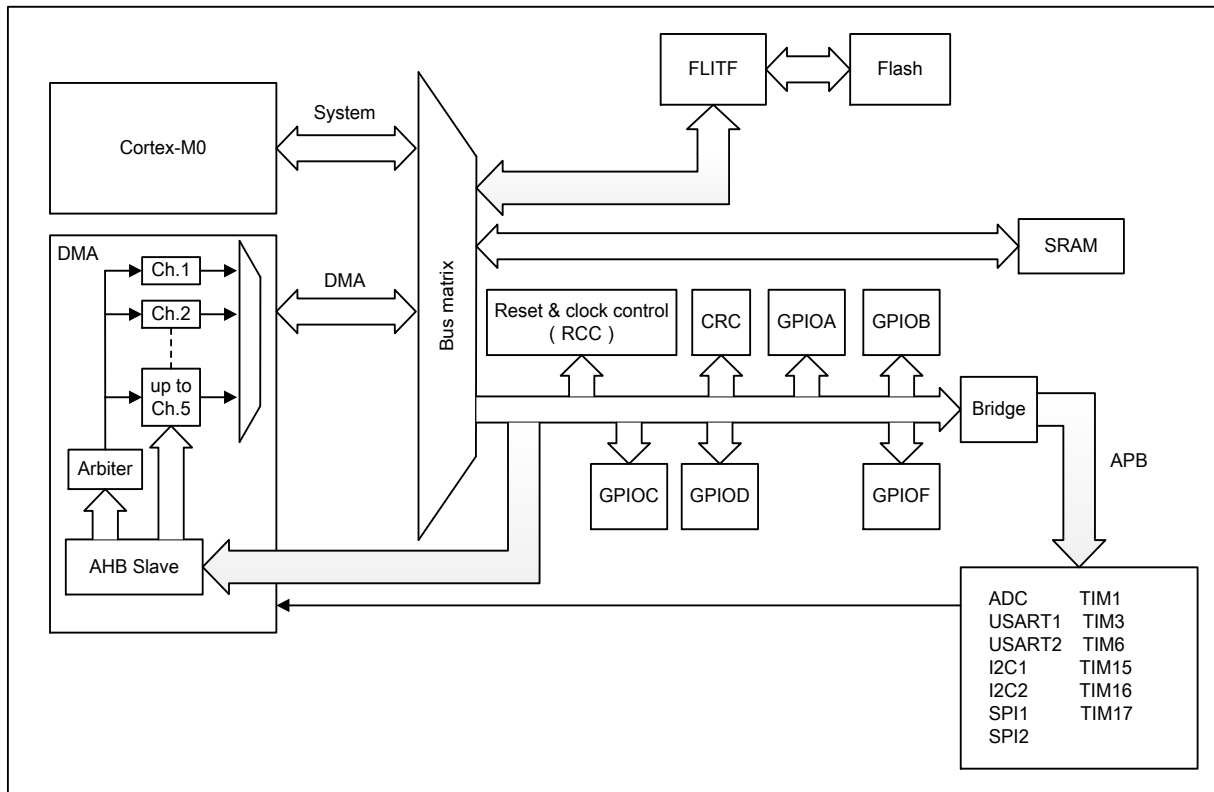 FLITF
Flash
System
Cortex-M0
DMA
Ch.1
Ch.2
up to
Ch.5
Arbiter
AHB Slave
DMA
Bus matrix
SRAM
Reset & clock control
( RCC )
CRC
GPIOA
GPIOB
Bridge
GPIOC
GPIOD
GPIOF
APB
ADC TIM1
USART1 TIM3
USART2 TIM6
I2C1 TIM15
I2C2 TIM16
SPI1 TIM17
SPI2